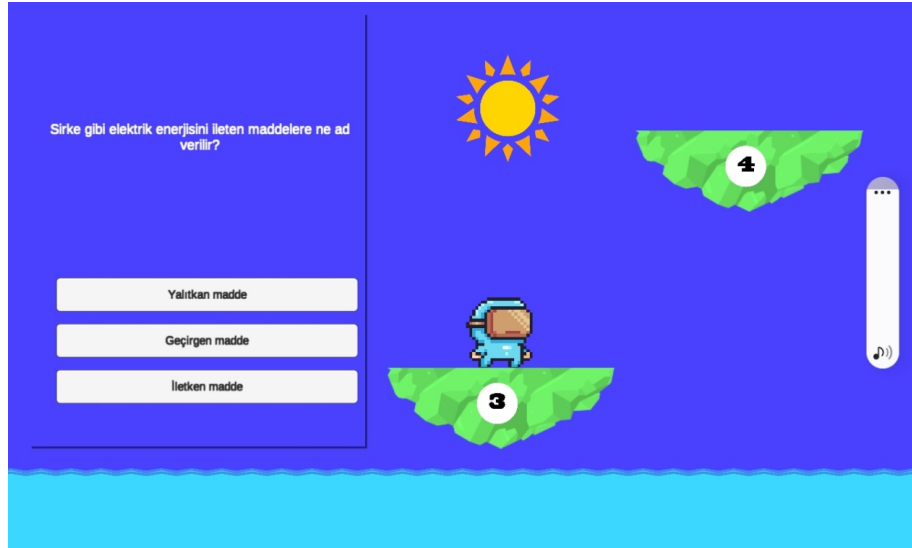 Sirke gibi elektrik enerjisini ileten maddelere ne ad
verilir?
4
Yalıtkan madde
Geçirgen madde
İletken madde
3